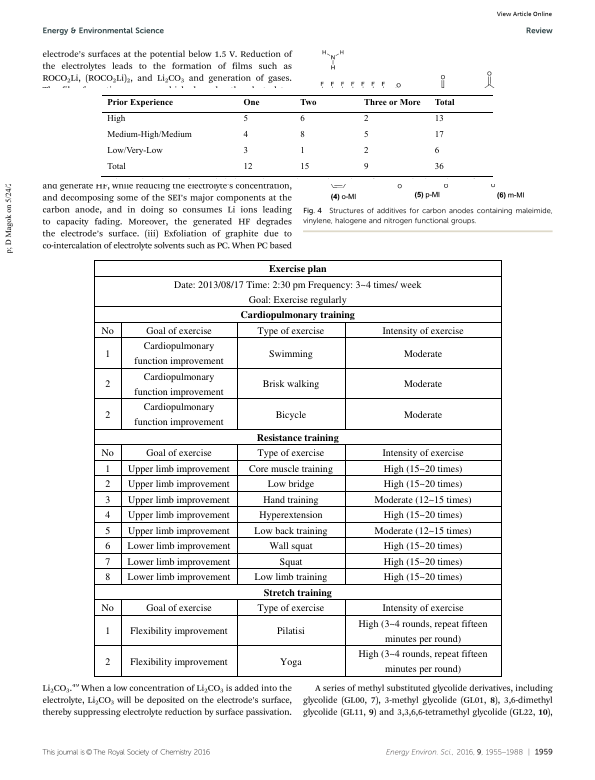 View Article Online
Energy & Environmental Science
Review
electrode's surfaces at the potential below 1.5 V. Reduction of
the electrolytes leads to the formation of films such as
ROCO2Li, (ROCO2Li)2, and Li2CO3 and generation of gases.
Prior Experience One Two Three or More Total
High 5 6 2 13
Medium-High/Medium 4 8 5 17
Low/Very-Low 3 1 2 6
Total 12 15 9 36
and generate HF, while reducing the electrolyte's concentration,
and decomposing some of the SEI's major components at the
carbon anode, and in doing so consumes Li ions leading
to capacity fading. Moreover, the generated HF degrades
the electrode's surface. (iii) Exfoliation of graphite due to
co-intercalation of electrolyte solvents such as PC. When PC based
H N H
H
F F F F F F F O
O
O
O O O
(4) o-MI (5) p-MI (6) m-MI
Fig. 4 Structures of additives for carbon anodes containing maleimide,
vinylene, halogene and nitrogen functional groups.
Exercise plan
Date: 2013/08/17 Time: 2:30 pm Frequency: 3~4 times/ week
Goal: Exercise regularly
Cardiopulmonary training
No Goal of exercise Type of exercise Intensity of exercise
1 Cardiopulmonary function improvement Swimming Moderate
2 Cardiopulmonary function improvement Brisk walking Moderate
2 Cardiopulmonary function improvement Bicycle Moderate
Resistance training
No Goal of exercise Type of exercise Intensity of exercise
1 Upper limb improvement Core muscle training High (15~20 times)
2 Upper limb improvement Low bridge High (15~20 times)
3 Upper limb improvement Hand training Moderate (12~15 times)
4 Upper limb improvement Hyperextension High (15~20 times)
5 Upper limb improvement Low back training Moderate (12~15 times)
6 Lower limb improvement Wall squat High (15~20 times)
7 Lower limb improvement Squat High (15~20 times)
8 Lower limb improvement Low limb training High (15~20 times)
Stretch training
No Goal of exercise Type of exercise Intensity of exercise
1 Flexibility improvement Pilatisi High (3~4 rounds, repeat fifteen minutes per round)
2 Flexibility improvement Yoga High (3~4 rounds, repeat fifteen minutes per round)
Li2CO3.49 When a low concentration of Li2CO3 is added into the
electrolyte, Li2CO3 will be deposited on the electrode's surface,
thereby suppressing electrolyte reduction by surface passivation.
A series of methyl substituted glycolide derivatives, including
glycolide (GL00, 7), 3-methyl glycolide (GL01, 8), 3,6-dimethyl
glycolide (GL11, 9) and 3,3,6,6-tetramethyl glycolide (GL22, 10),
This journal is © The Royal Society of Chemistry 2016
Energy Environ. Sci., 2016, 9, 1955–1988 | 1959